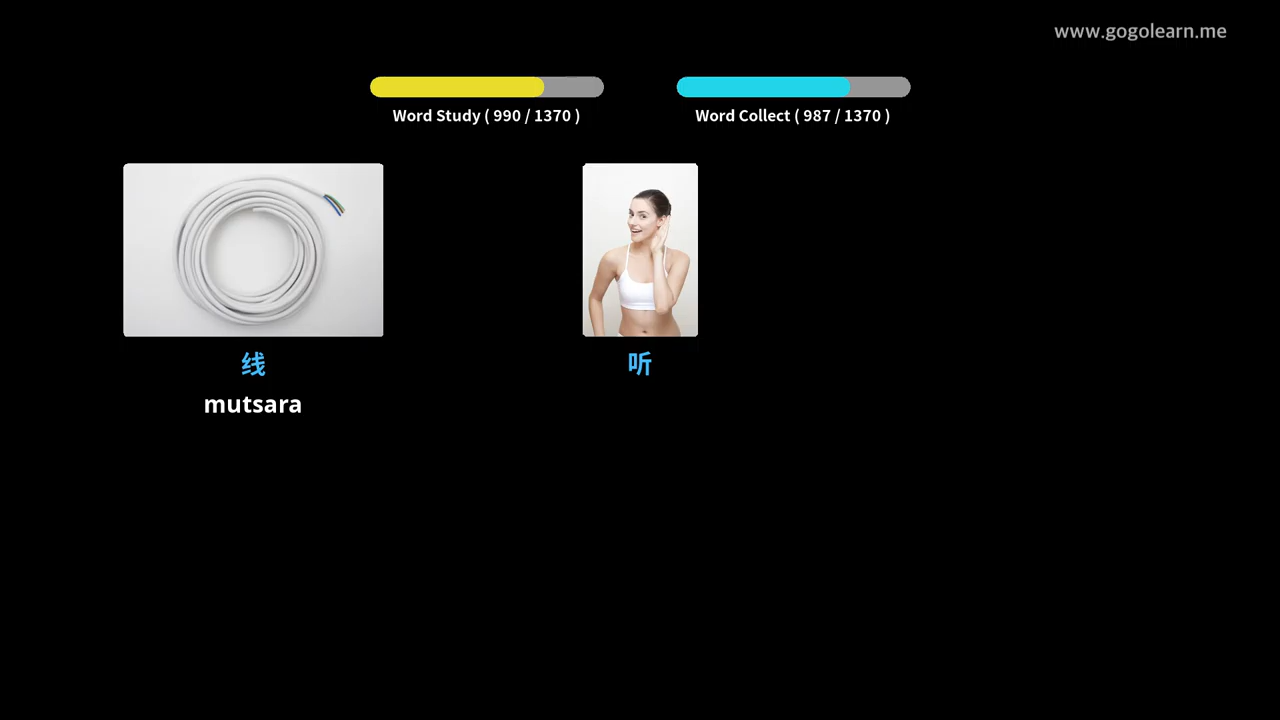 www.gogolearn.me
Word Study ( 990 / 1370 )
Word Collect ( 987 / 1370 )
线
听
mutsara